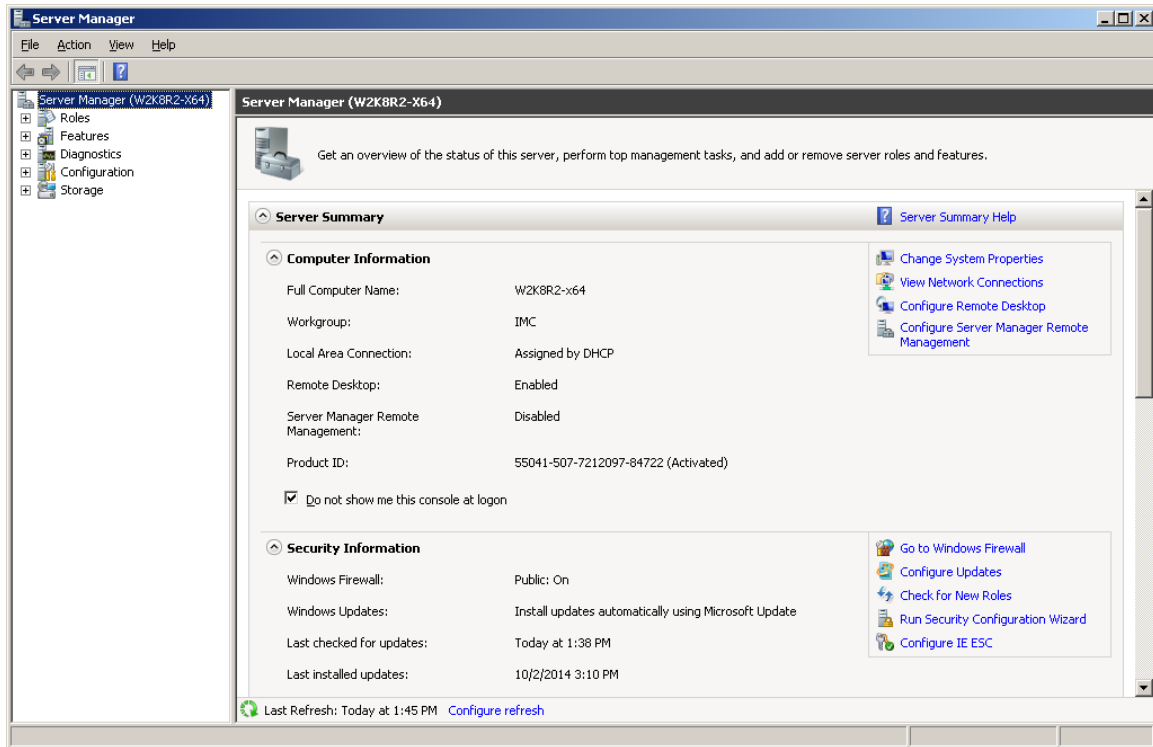 Server Manager
File Action View Help
Server Manager (W2K8R2-X64)
Roles
Features
Diagnostics
Configuration
Storage
Server Manager (W2K8R2-X64)
Get an overview of the status of this server, perform top management tasks, and add or remove server roles and features.
Server Summary
Server Summary Help
Computer Information
Full Computer Name: W2K8R2-x64
Workgroup: IMC
Local Area Connection: Assigned by DHCP
Remote Desktop: Enabled
Server Manager Remote
Management:
Disabled
Product ID: 55041-507-7212097-84722 (Activated)
Do not show me this console at logon
Change System Properties
View Network Connections
Configure Remote Desktop
Configure Server Manager Remote
Management
Security Information
Windows Firewall: Public: On
Windows Updates: Install updates automatically using Microsoft Update
Last checked for updates: Today at 1:38 PM
Last installed updates: 10/2/2014 3:10 PM
Go to Windows Firewall
Configure Updates
Check for New Roles
Run Security Configuration Wizard
Configure IE ESC
Last Refresh: Today at 1:45 PM Configure refresh